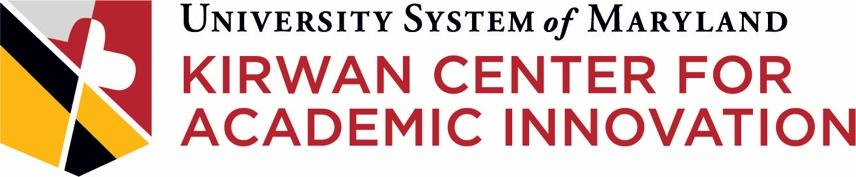 UNIVERSITY SYSTEM of MARYLAND
KIRWAN CENTER FOR
ACADEMIC INNOVATION